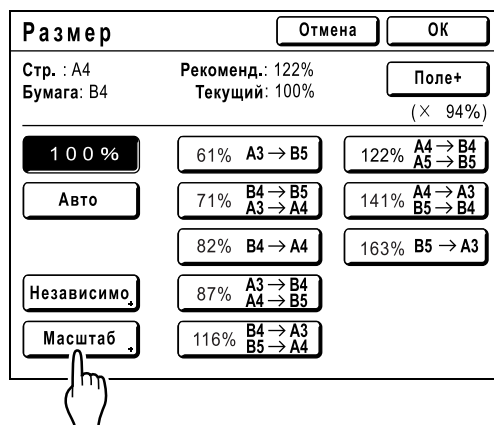 Размер Отмена ОК
Стр. : A4 Рекоменд.: 122% Поле+
Бумага: B4 Текущий: 100%
(× 94%)
100% 61% A3→B5 122% A4→B4 A5→B5
Авто 71% B4→B5 A3→A4 141% A4→A3 B5→B4
82% B4→A4 163% B5→A3
Независимо 87% A3→B4 A4→B5
Масштаб 116% B4→A3 B5→A4